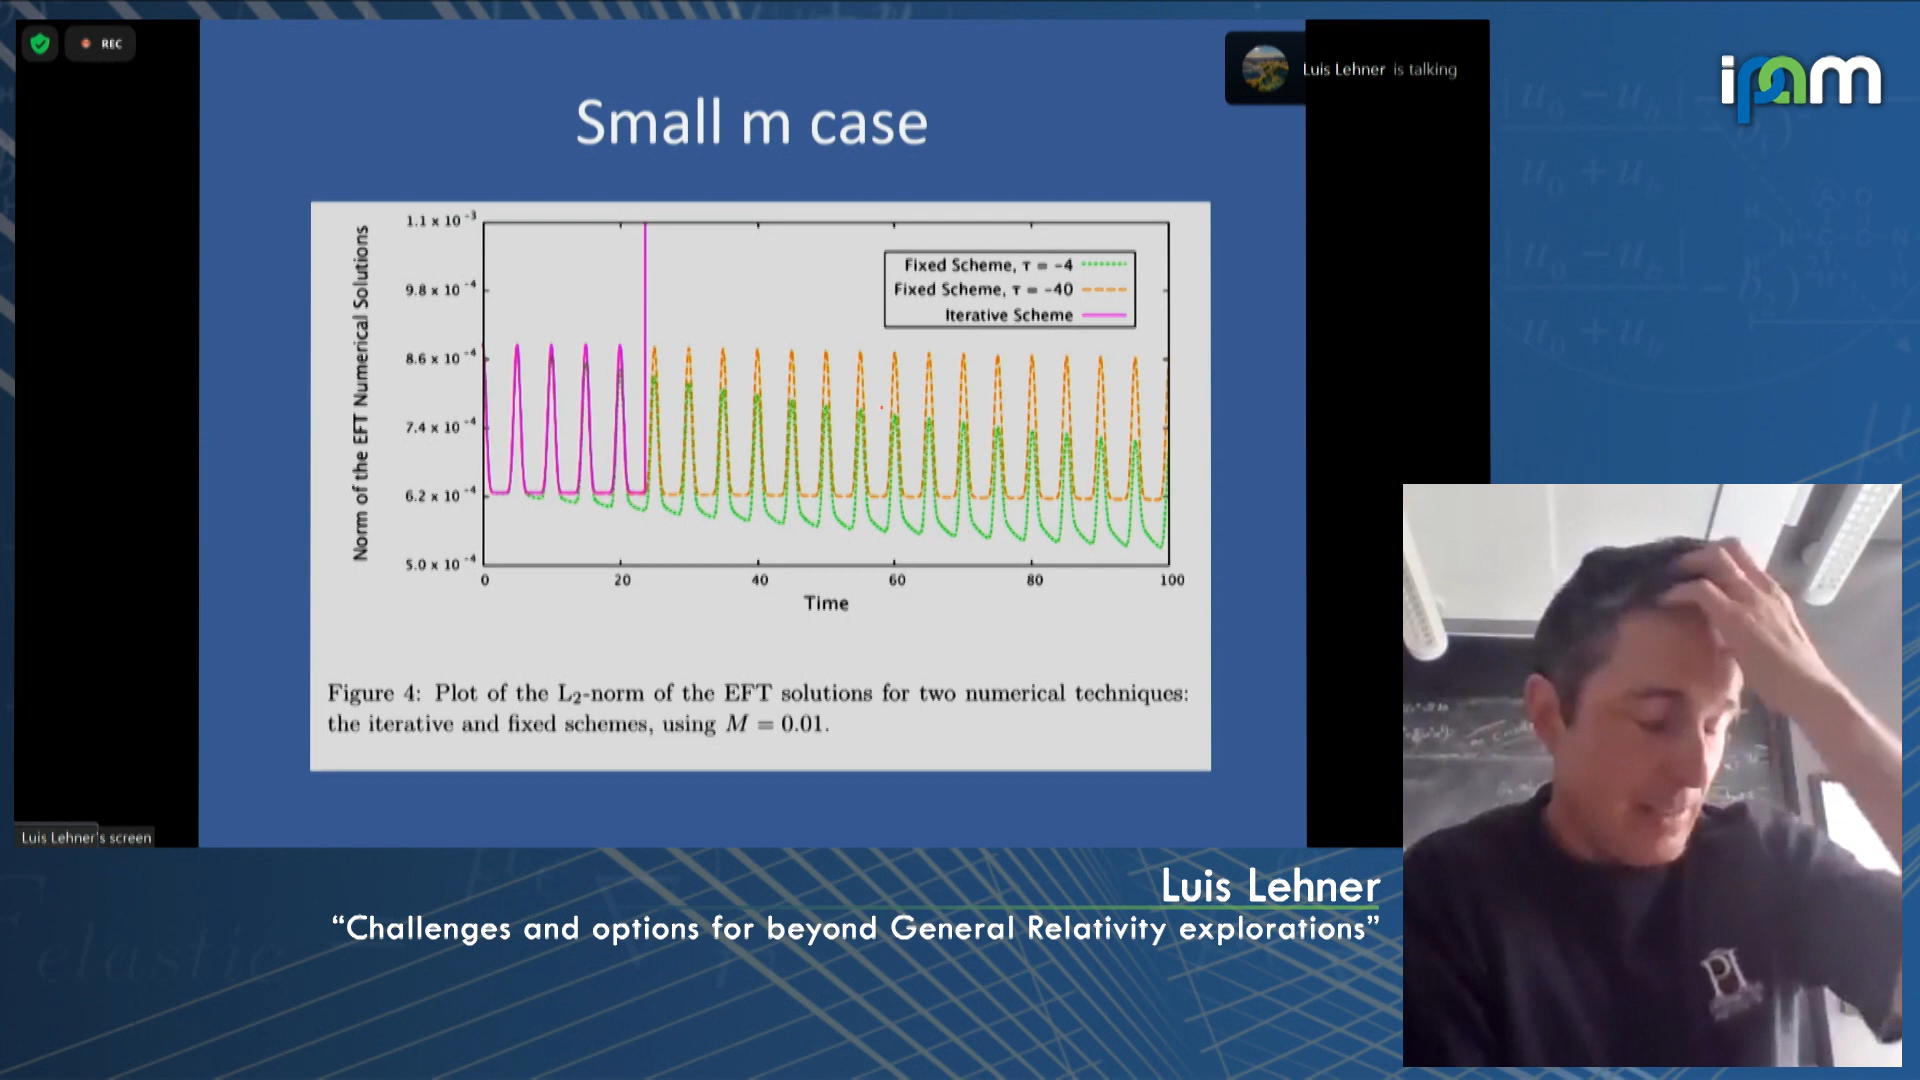 REC
Luis Lehner is talking
ipam
Small m case
Norm of the EFT Numerical Solutions
1.1 x 10 -3
9.8 x 10 -4
8.6 x 10 -4
7.4 x 10 -4
6.2 x 10 -4
5.0 x 10 -4
Fixed Scheme, τ = -4
Fixed Scheme, τ = -40
Iterative Scheme
0 20 40 60 80 100
Time
Figure 4: Plot of the L2-norm of the EFT solutions for two numerical techniques:
the iterative and fixed schemes, using M = 0.01.
Luis Lehner's screen
Luis Lehner
“Challenges and options for beyond General Relativity explorations”
elastic
PI